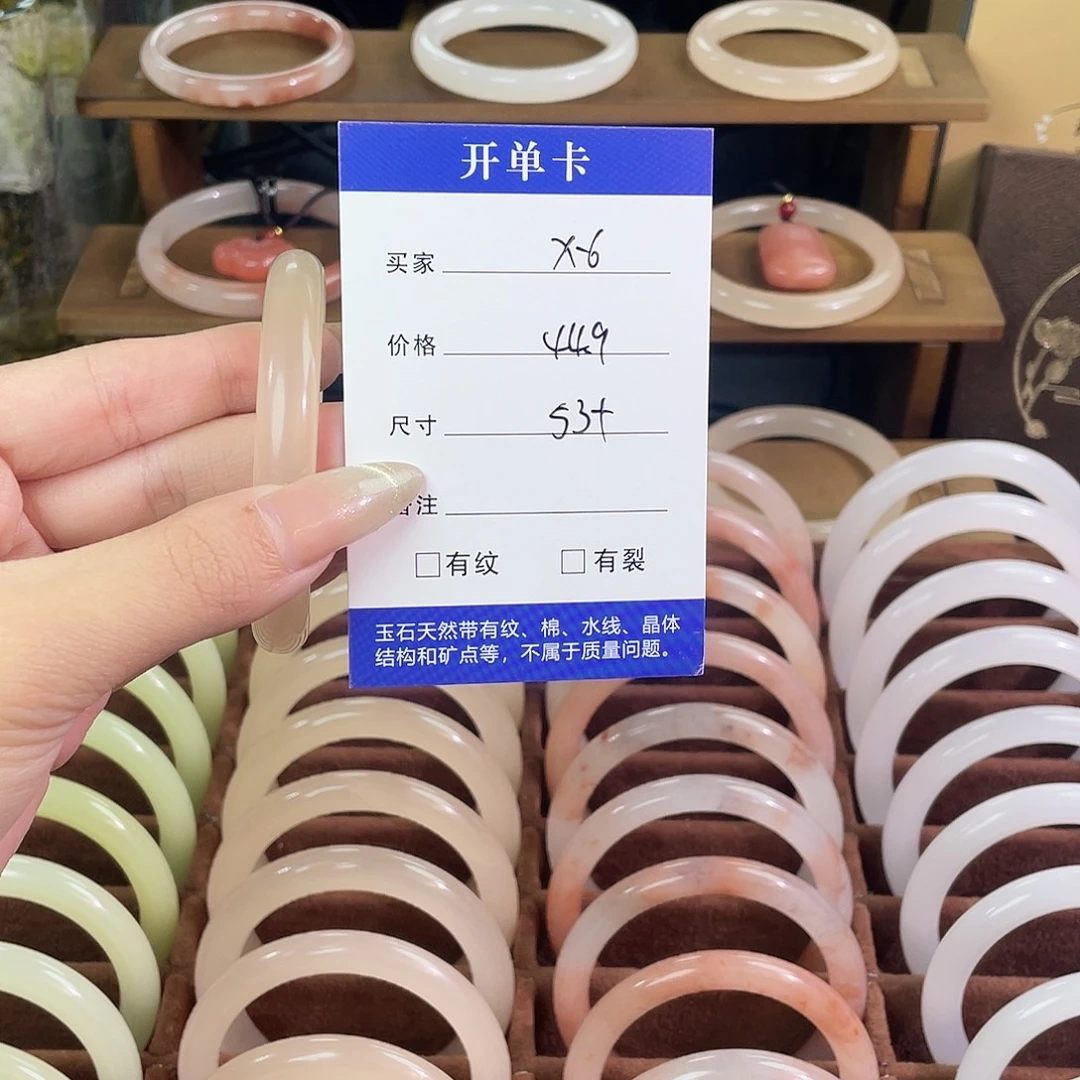 开单卡
买家 X-6
价格 449
尺寸 53+
备注
有纹 有裂
玉石天然带有纹、棉、水线、晶体
结构和矿点等，不属于质量问题。